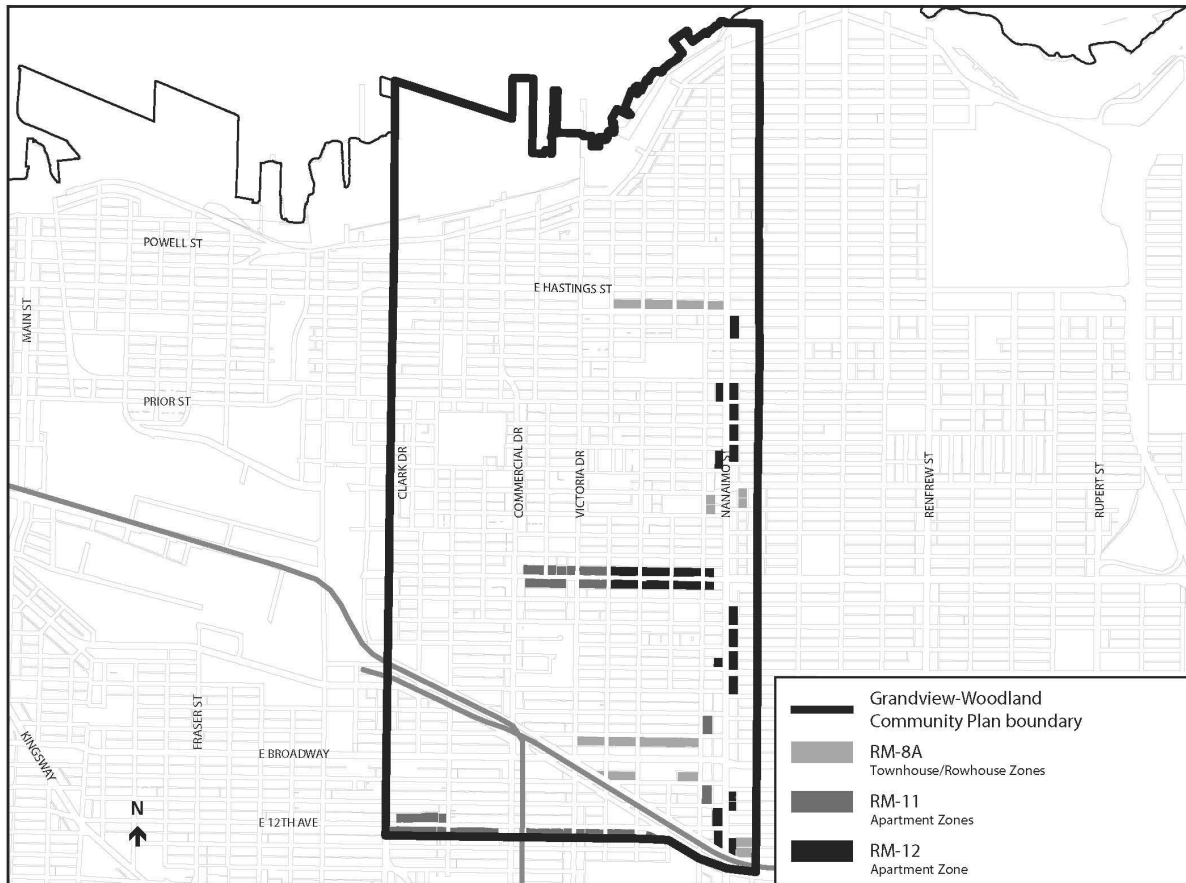 POWELL ST
E HASTINGS ST
MAIN ST
PRIOR ST
CLARK DR
COMMERCIAL DR
VICTORIA DR
NANAIMO ST
RENFREW ST
RUPERT ST
FRASER ST
KINGSWAY
E BROADWAY
N
E 12TH AVE
Grandview-Woodland
Community Plan boundary
RM-8A
Townhouse/Rowhouse Zones
RM-11
Apartment Zones
RM-12
Apartment Zone